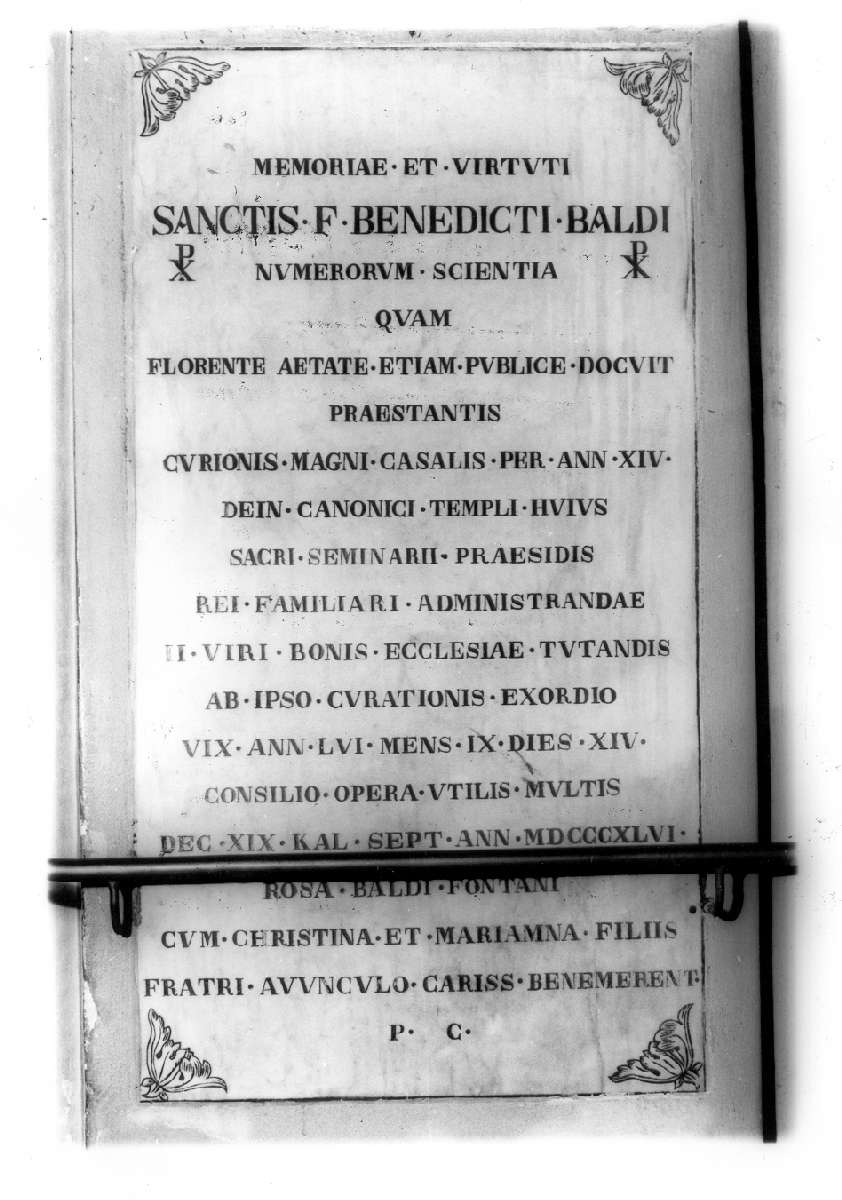 MEMORIAE · ET · VIRTVTI
SANCTIS · F · BENEDICTI · BALDI
NVMERORVM · SCIENTIA
QVAM
FLORENTE AETATE · ETIAM · PVBLICE · DOCVIT
PRAESTANTIS
CVRIONIS · MAGNI · CASALIS · PER · ANN · XIV ·
DEIN · CANONICI · TEMPLI · HVIVS
SACRI · SEMINARII · PRAESIDIS
REI · FAMILIARI · ADMINISTRANDAE
II · VIRI · BONIS · ECCLESIAE · TVTANDIS
AB · IPSO · CVRATIONIS · EXORDIO
VIX · ANN · LVI · MENS · IX · DIES · XIV ·
CONSILIO · OPERA · VTILIS · MVLTIS
DEC · XIX · KAL · SEPT · ANN · MDCCCXLVI ·
ROSA · BALDI · FONTANI
CVM · CHRISTINA · ET · MARIAMNA · FILIIS
FRATRI · AVVNCVLO · CARISS · BENEMERENT ·
P · C ·